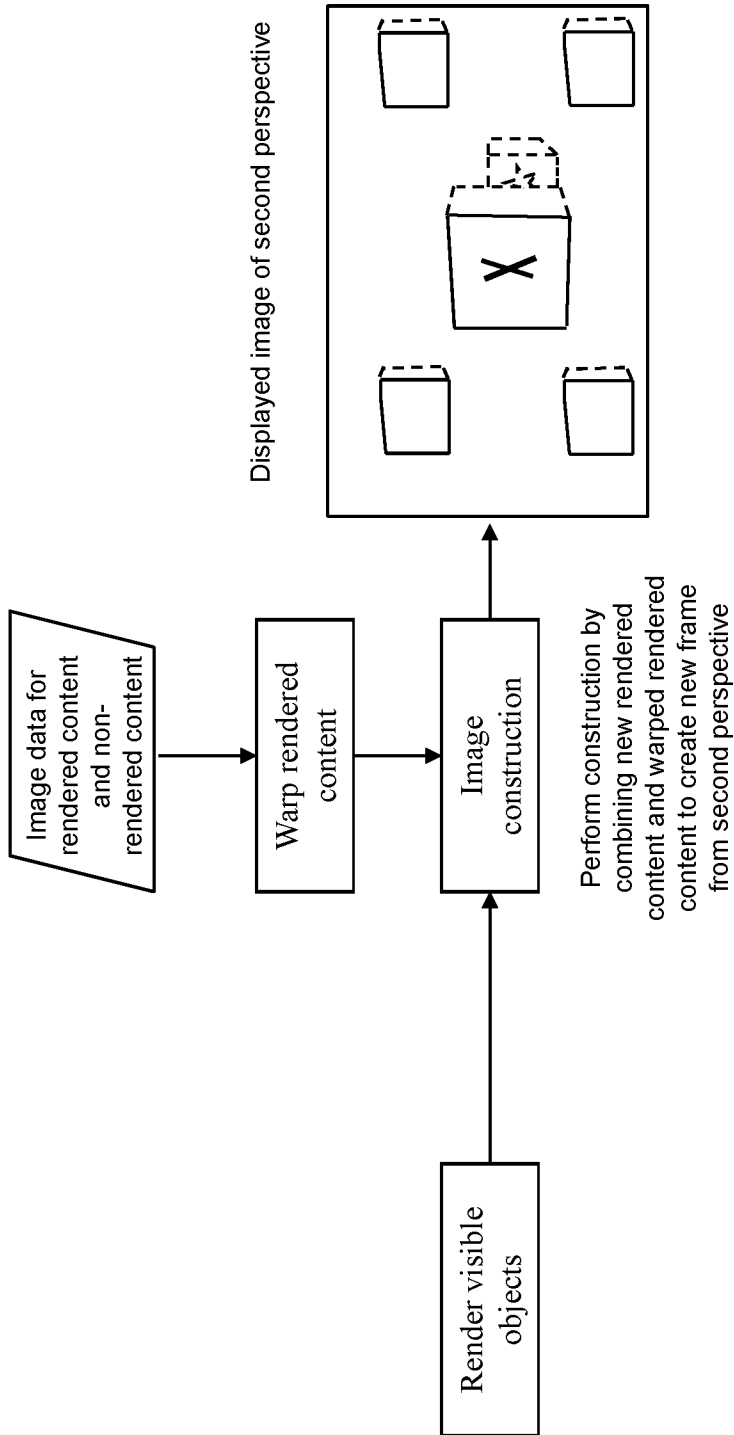 Image data for
rendered content
and non-
rendered content
Warp rendered
content
Render visible
objects
Image
construction
Perform construction by
combining new rendered
content and warped rendered
content to create new frame
from second perspective
Displayed image of second perspective
X